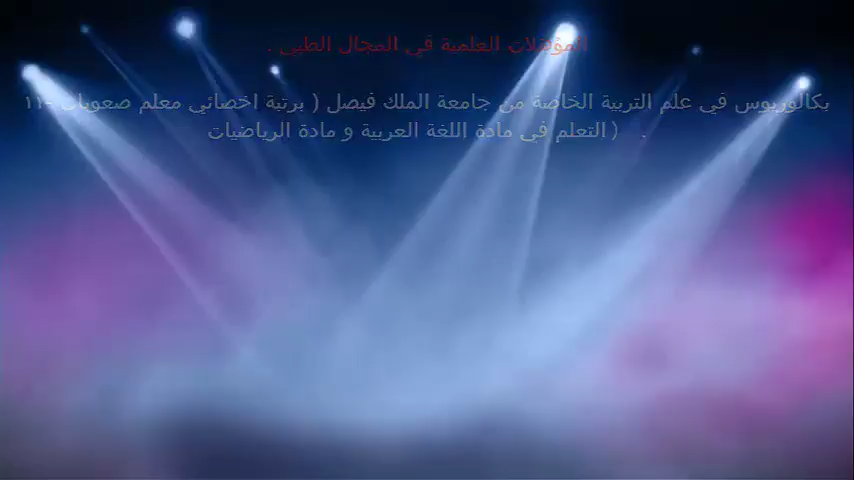 المؤهلات العلمية في المجال الطبي .
١١- بكالوريوس في علم التربية الخاصة من جامعة الملك فيصل ( برتبة اخصائي معلم صعوبات
التعلم في مادة اللغة العربية و مادة الرياضيات ) .